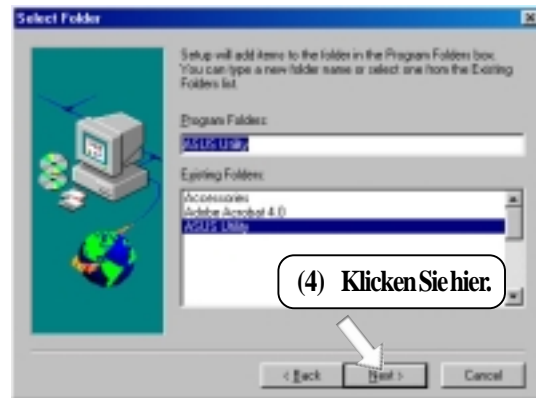 Select Folder
Setup will add items to the folder in the Program Folders box.
You can type a new folder name or select one from the Existing
Folders list.
Program Folders:
ASUS Utility
Existing Folders:
Accessories
Adobe Acrobat 4.0
ASUS Utility
(4) Klicken Sie hier.
< Back
Next >
Cancel